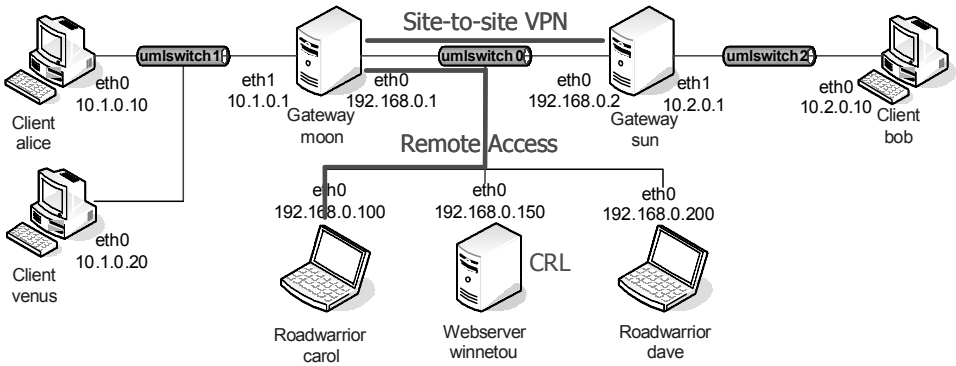 Site-to-site VPN
umlswitch1
umlswitch0
umlswitch2
eth0
10.1.0.10
Client
alice
eth1
10.1.0.1
eth0
192.168.0.1
Gateway
moon
eth0
192.168.0.2
eth1
10.2.0.1
Gateway
sun
eth0
10.2.0.10
Client
bob
Remote Access
eth0
10.1.0.20
Client
venus
eth0
192.168.0.100
Roadwarrior
carol
eth0
192.168.0.150
CRL
Webserver
winnetou
eth0
192.168.0.200
Roadwarrior
dave